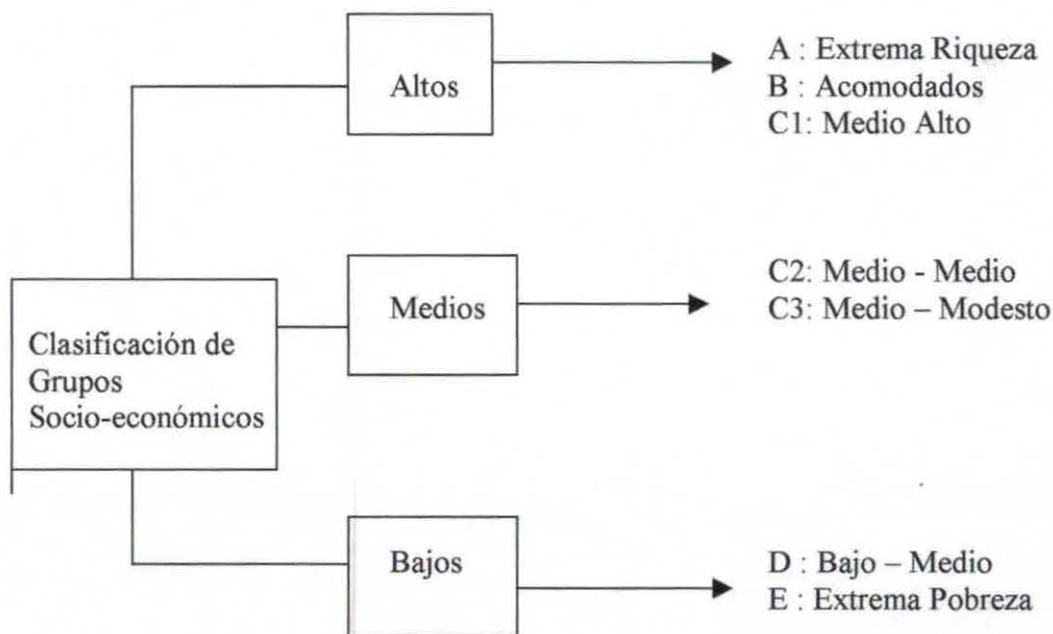 Altos
A : Extrema Riqueza
B : Acomodados
C1: Medio Alto
Clasificación de
Grupos
Socio-económicos
Medios
C2: Medio - Medio
C3: Medio – Modesto
Bajos
D : Bajo – Medio
E : Extrema Pobreza